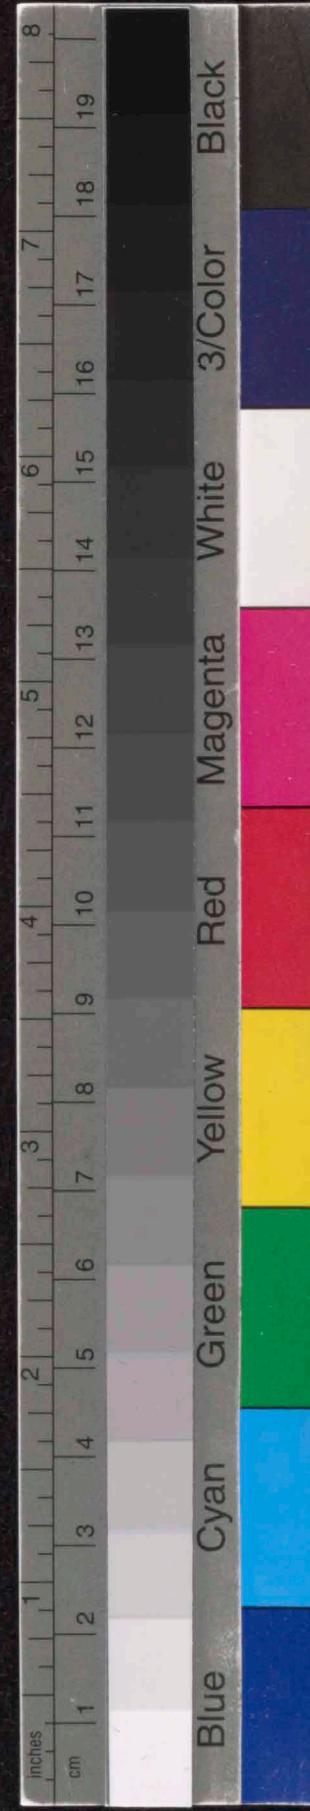 inches 1 2 3 4 5 6 7 8
cm 1 2 3 4 5 6 7 8 9 10 11 12 13 14 15 16 17 18 19
Blue Cyan Green Yellow Red Magenta White 3/Color Black